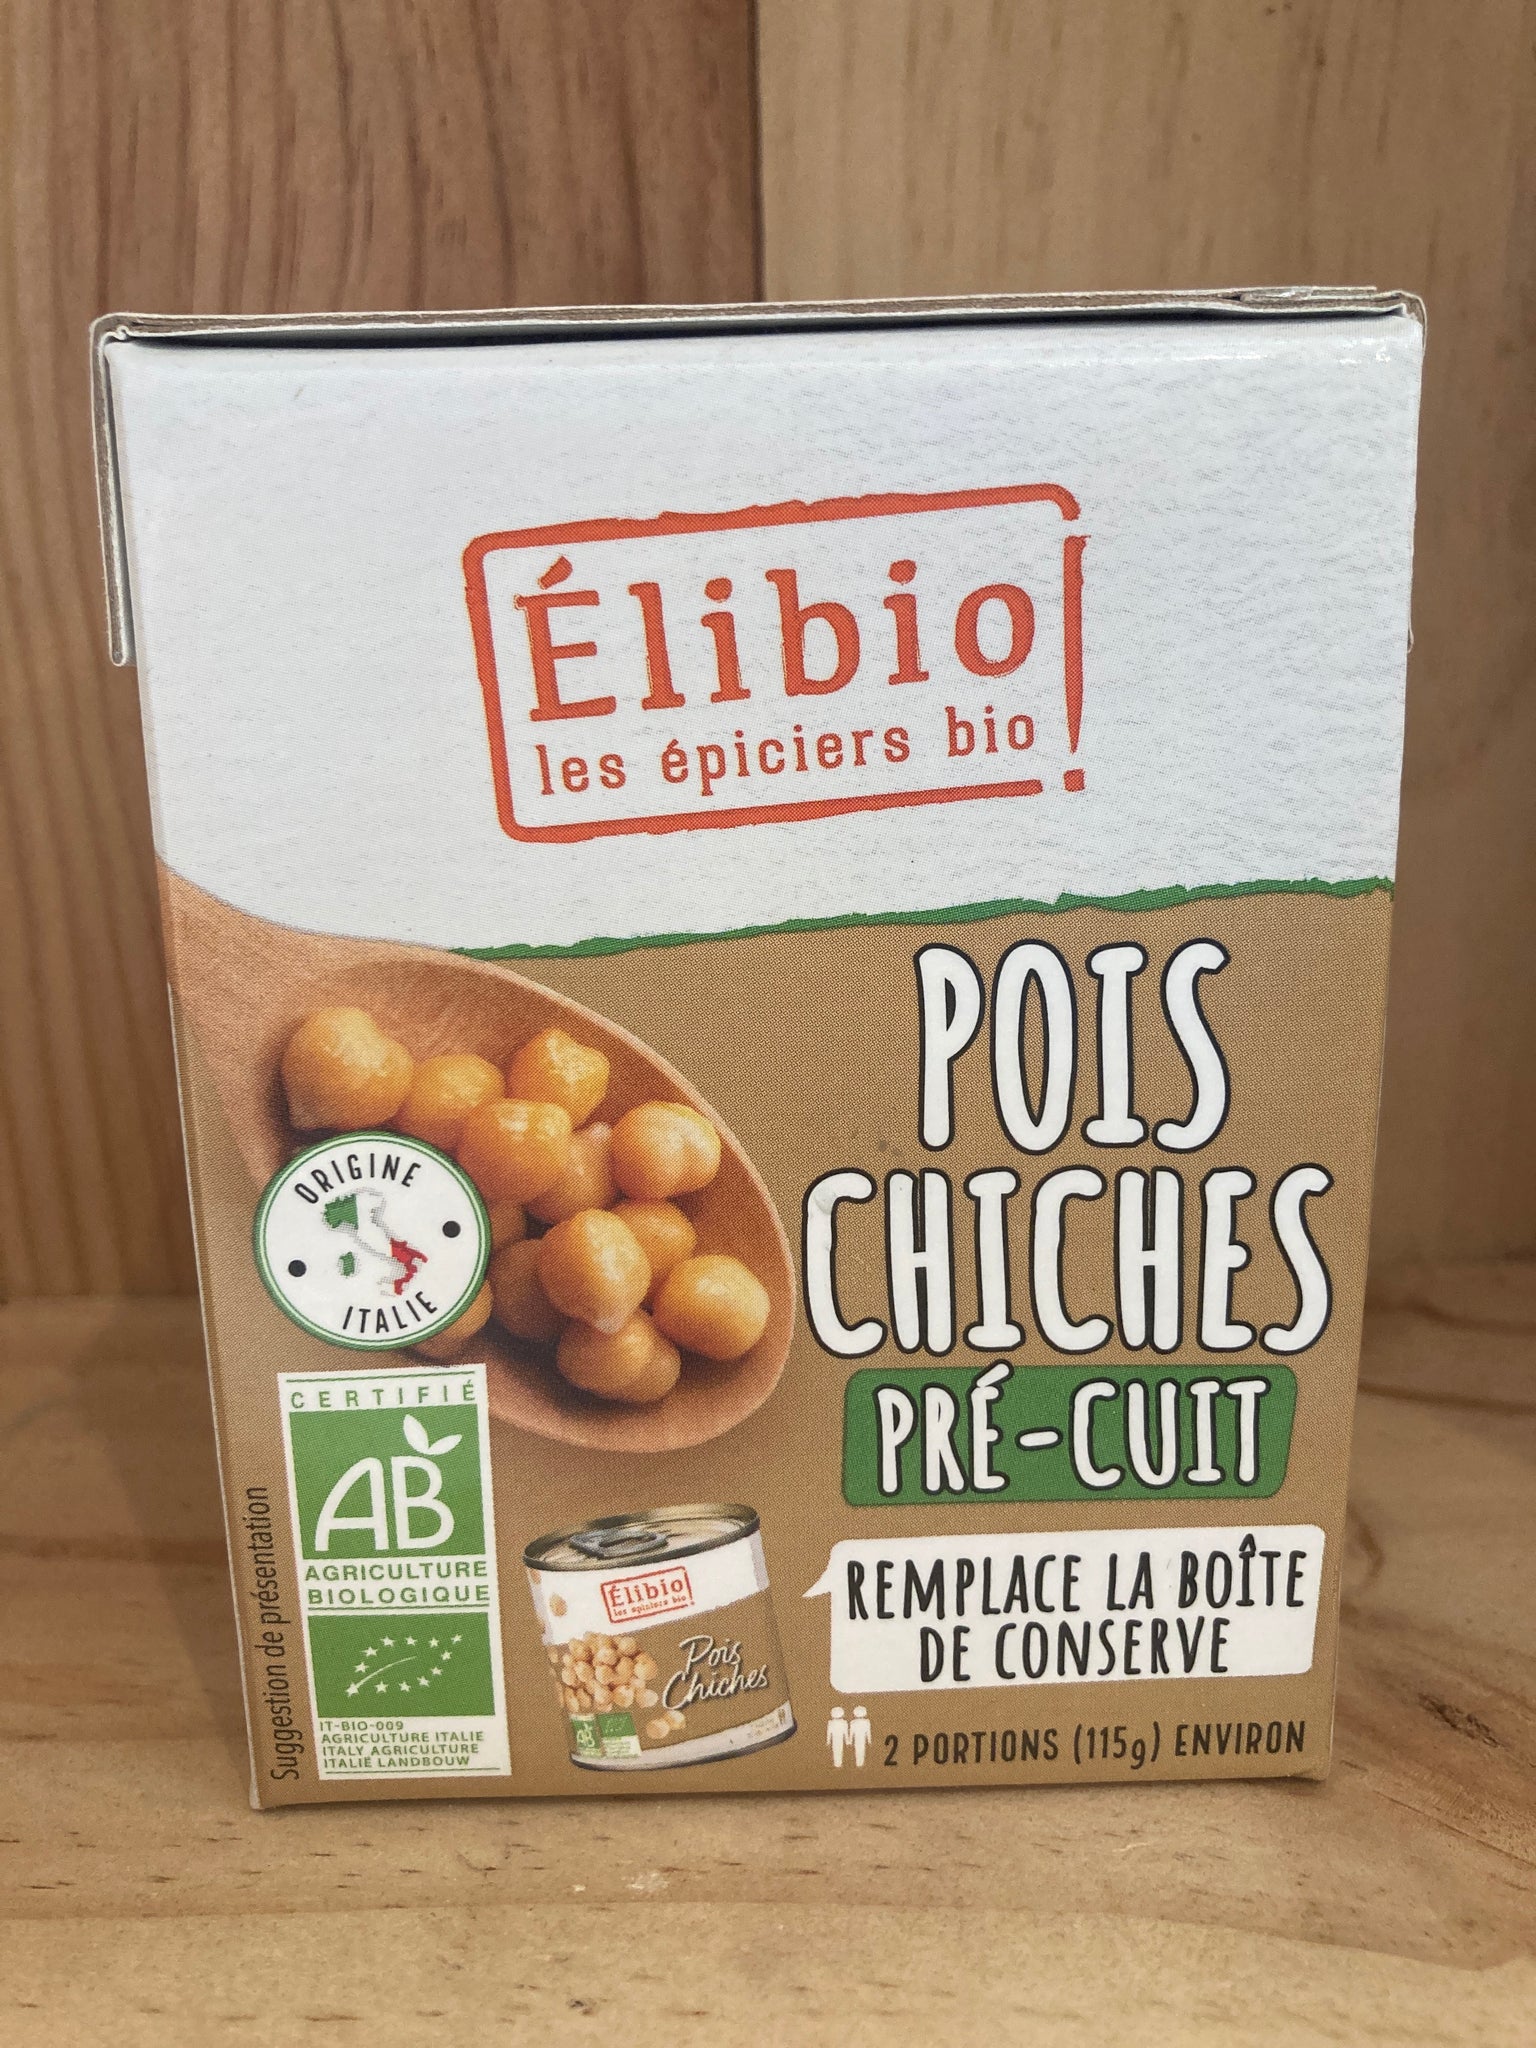 Élibio
les épiciers bio
POIS
CHICHES
PRÉ-CUIT
ORIGINE
ITALIE
CERTIFIÉ
AB
AGRICULTURE
BIOLOGIQUE
IT-BIO-009
AGRICULTURE ITALIE
ITALY AGRICULTURE
ITALIË LANDBOUW
Suggestion de présentation
Élibio
les épiciers bio
Pois
Chiches
AB
REMPLACE LA BOÎTE
DE CONSERVE
2 PORTIONS (115g) ENVIRON